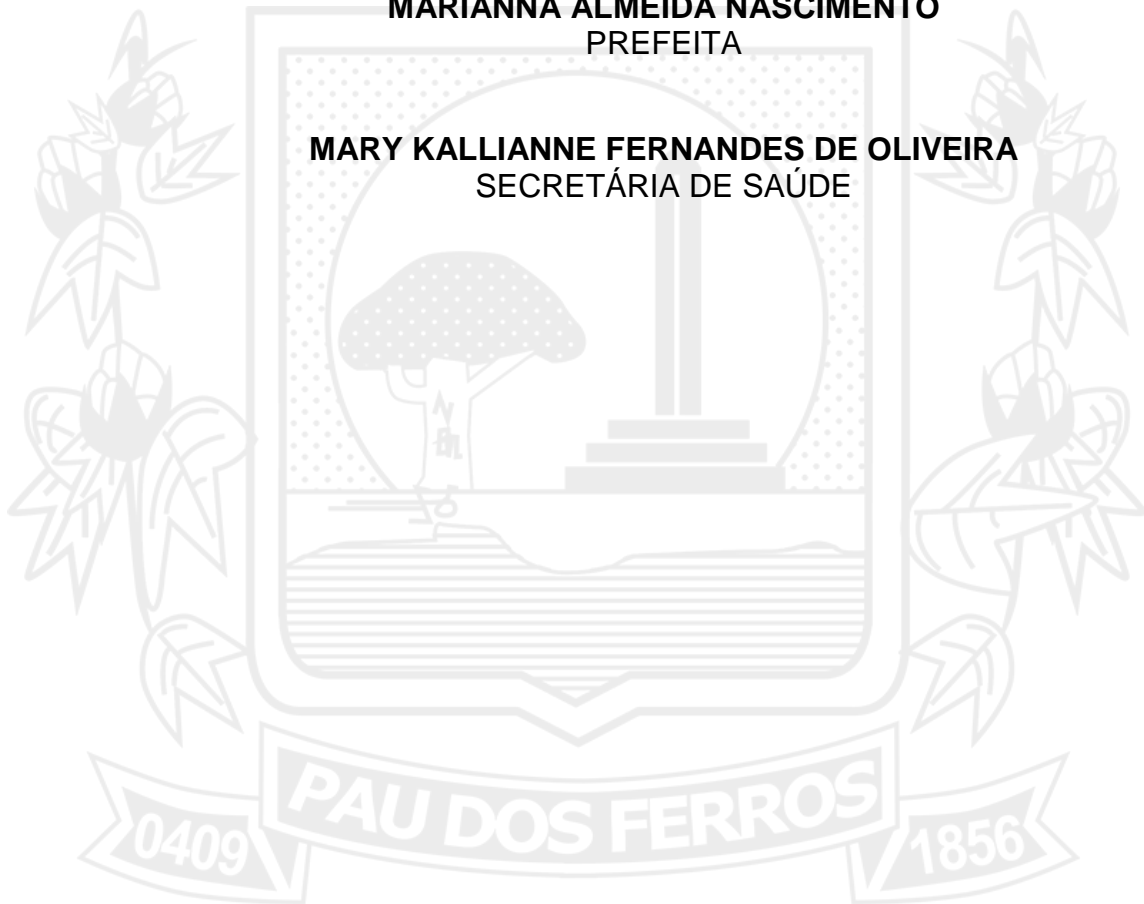 MARIANNA ALMEIDA NASCIMENTO
PREFEITA
MARY KALLIANNE FERNANDES DE OLIVEIRA
SECRETÁRIA DE SAÚDE
PAU DOS FERROS
0409
1856